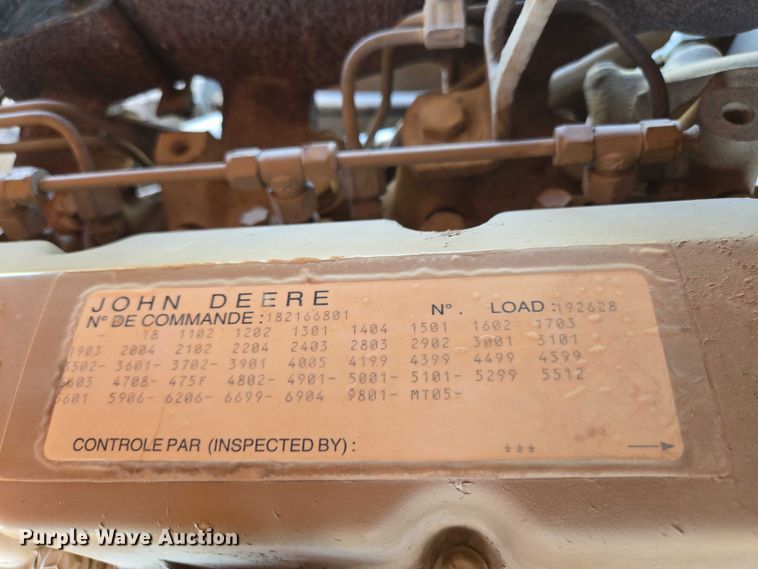 JOHN DEERE
N° DE COMMANDE : 182166801 N° . LOAD : 192628
- 18 1102 1202 1301 1404 1501 1602 1703
1903 2004 2102 2204 2403 2803 2902 3001 3101
3502- 3601- 3702- 3901 4005 4199 4399 4499 4599
4708- 475F 4802- 4901- 5001- 5101- 5299 5512
5906- 6206- 6699- 6904 9801- MT05-
CONTROLE PAR (INSPECTED BY) : ***
Purple Wave Auction